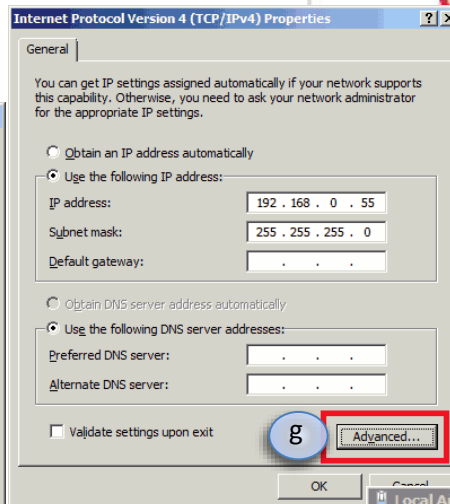 Internet Protocol Version 4 (TCP/IPv4) Properties
General
You can get IP settings assigned automatically if your network supports
this capability. Otherwise, you need to ask your network administrator
for the appropriate IP settings.
Obtain an IP address automatically
Use the following IP address:
IP address: 192 . 168 . 0 . 55
Subnet mask: 255 . 255 . 255 . 0
Default gateway: . . .
Obtain DNS server address automatically
Use the following DNS server addresses:
Preferred DNS server: . . .
Alternate DNS server: . . .
Validate settings upon exit
g
Advanced...
OK
Cancel
Local